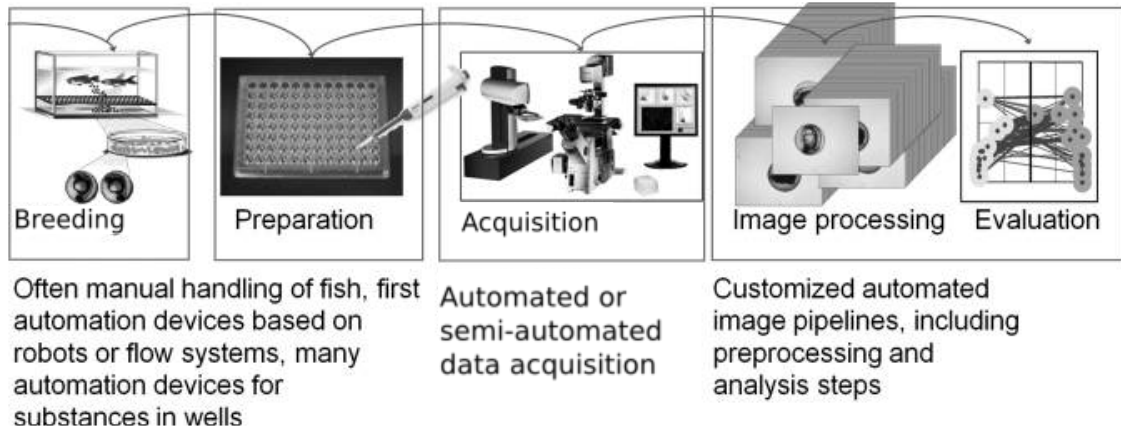 Breeding
Preparation
Acquisition
Image processing
Evaluation
Often manual handling of fish, first
automation devices based on
robots or flow systems, many
automation devices for
substances in wells
Automated or
semi-automated
data acquisition
Customized automated
image pipelines, including
preprocessing and
analysis steps